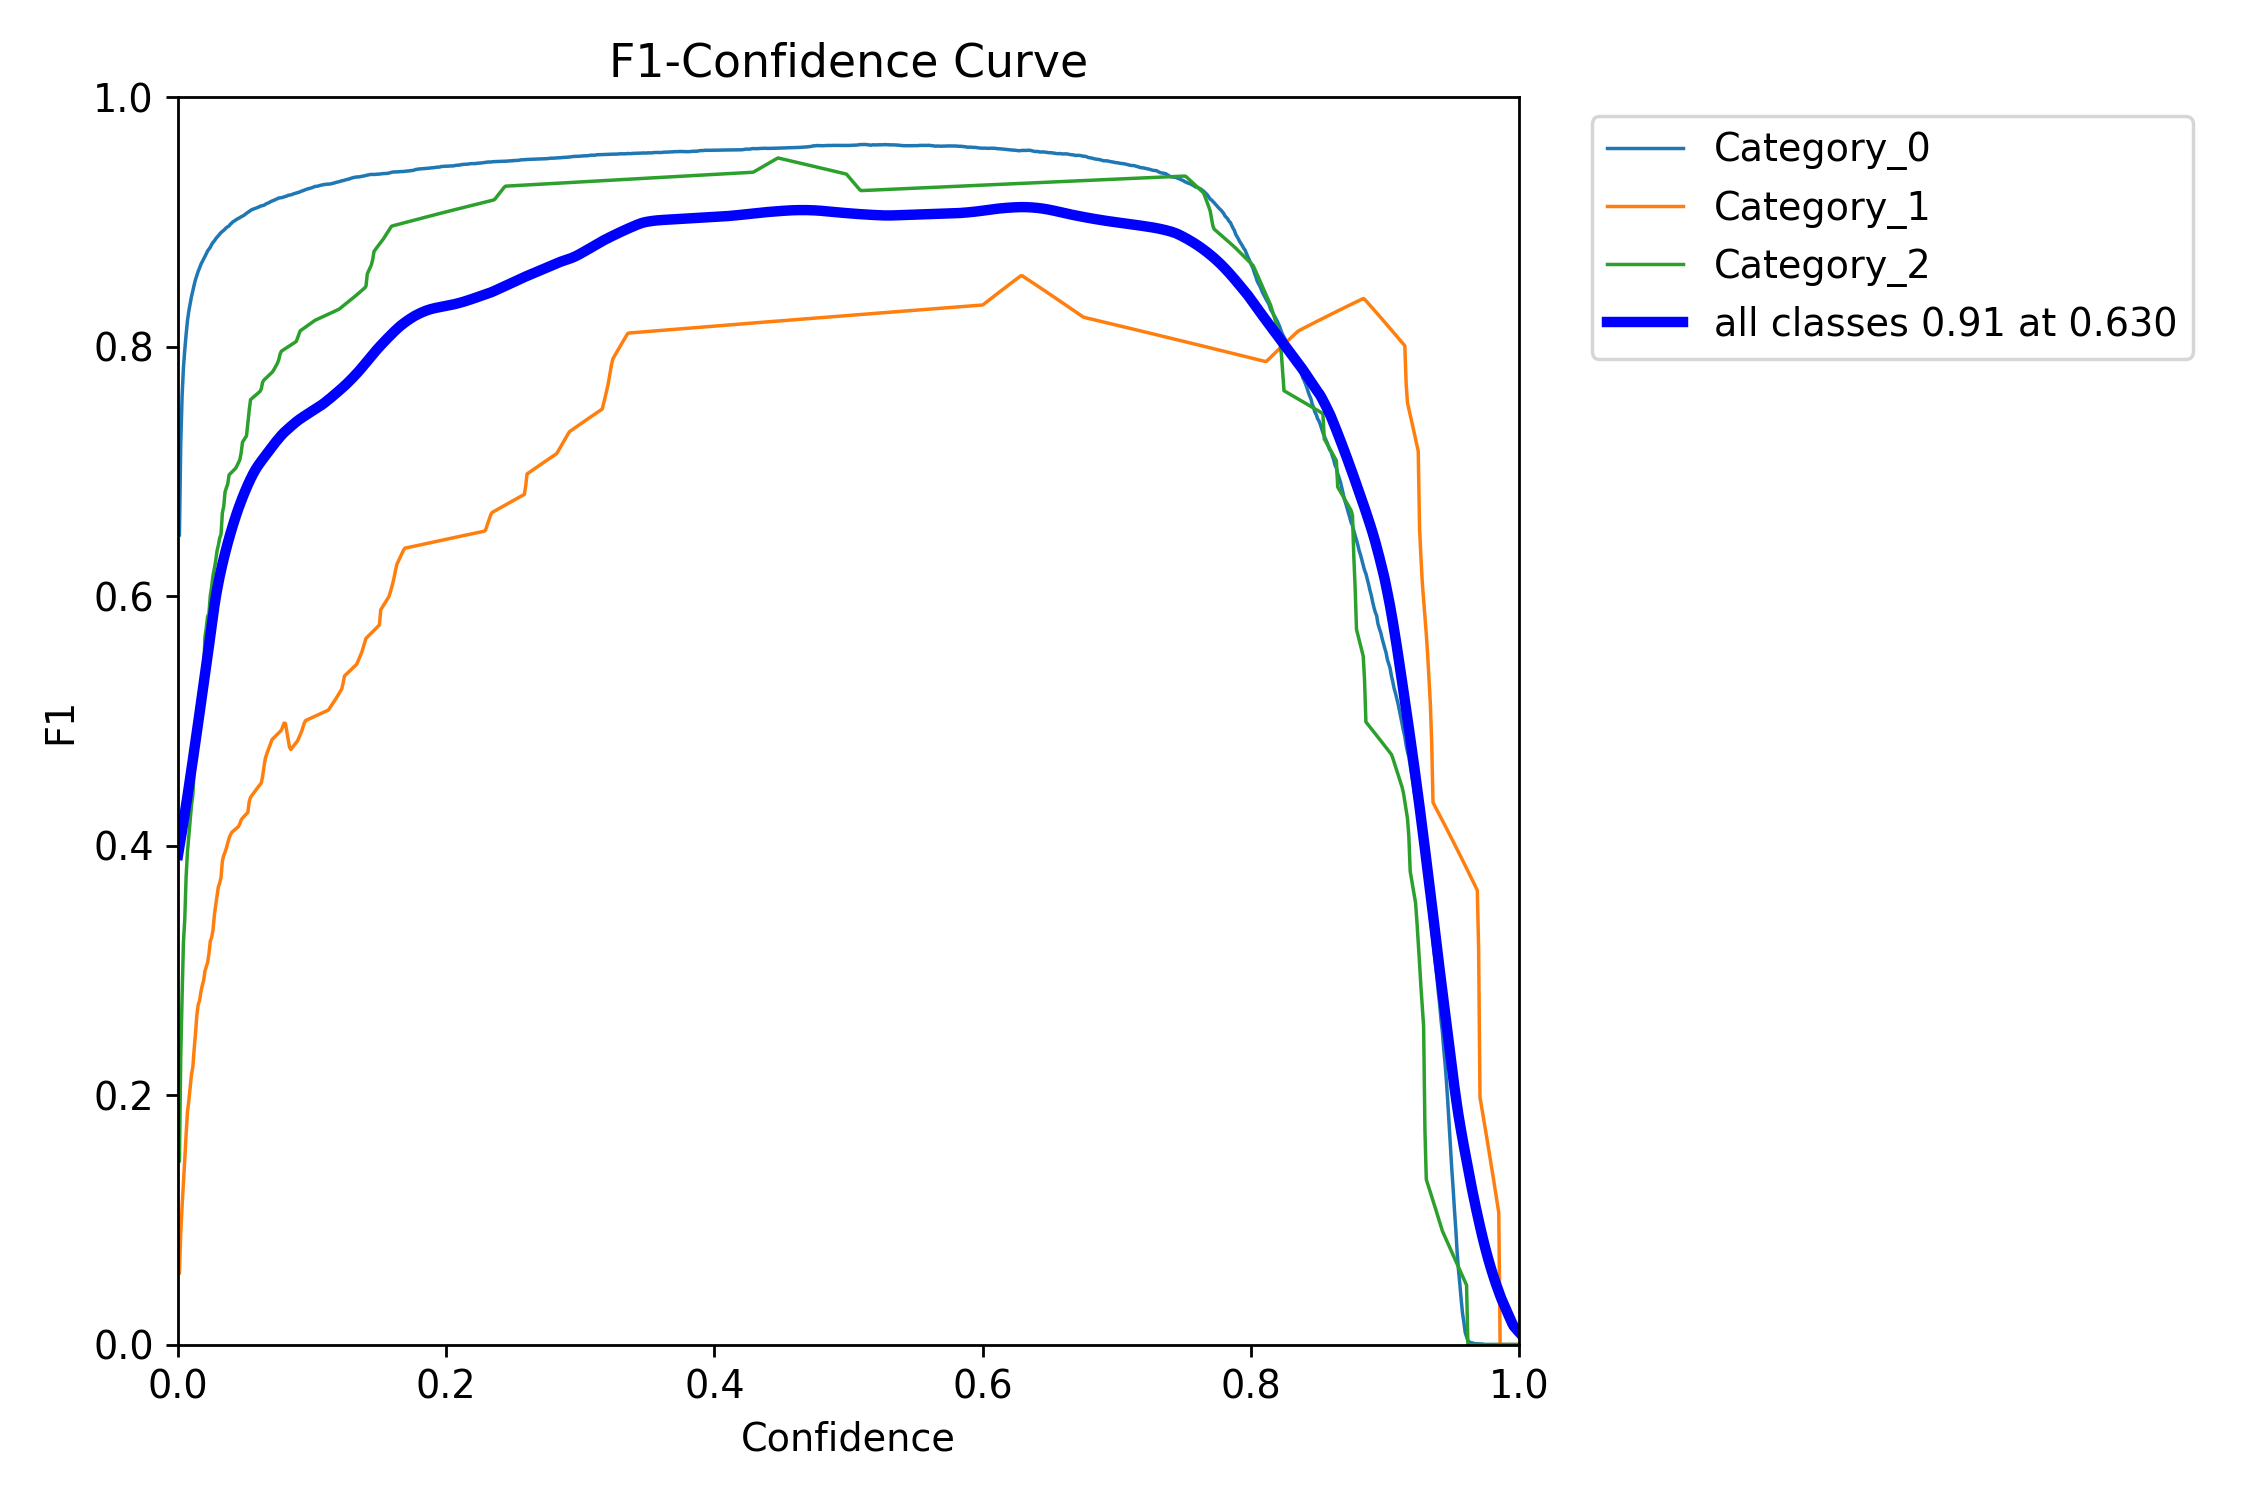 F1-Confidence Curve
1.0
0.8
0.6
0.4
0.2
0.0
F1
0.0 0.2 0.4 0.6 0.8 1.0
Confidence
Category_0
Category_1
Category_2
all classes 0.91 at 0.630